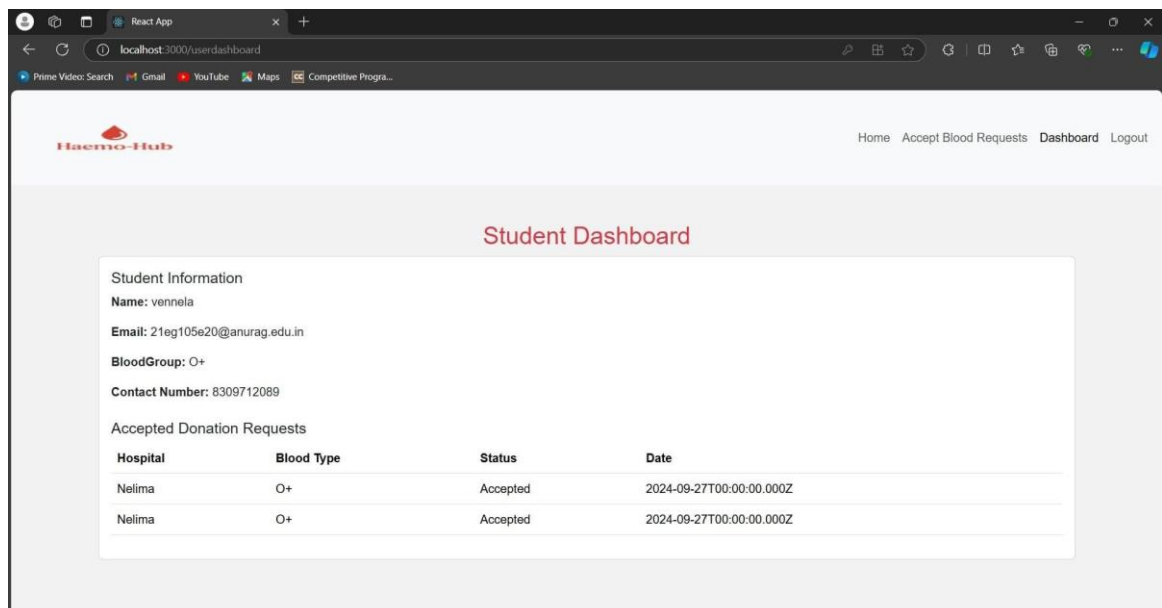 React App
localhost:3000/userdashboard
Prime Video: Search Gmail YouTube Maps CC Competitive Progra...
Haemo-Hub
Home Accept Blood Requests Dashboard Logout
Student Dashboard
Student Information
Name: vennela
Email: 21eg105e20@anurag.edu.in
BloodGroup: O+
Contact Number: 8309712089
Accepted Donation Requests
Hospital Blood Type Status Date
Nelima O+ Accepted 2024-09-27T00:00:00.000Z
Nelima O+ Accepted 2024-09-27T00:00:00.000Z